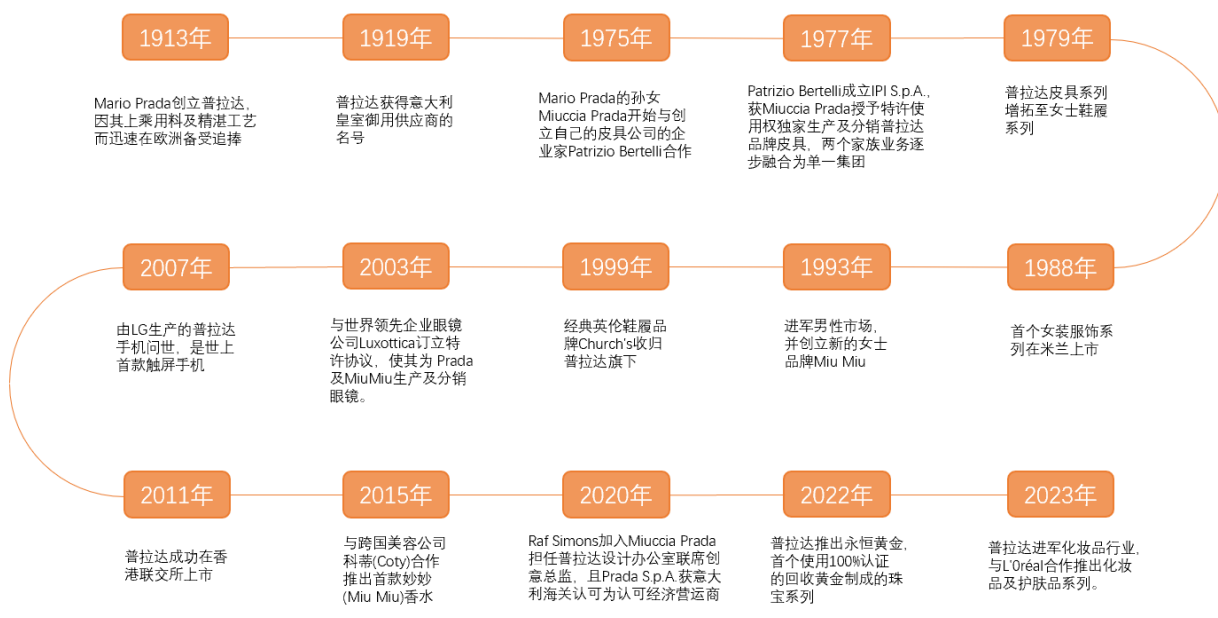 1913年
Mario Prada创立普拉达,
因其上乘用料及精湛工艺
而迅速在欧洲备受追捧
1919年
普拉达获得意大利
皇室御用供应商的
名号
1975年
Mario Prada的孙女
Miuccia Prada开始与创
立自己的皮具公司的企
业家Patrizio Bertelli合作
1977年
Patrizio Bertelli成立IPI S.p.A.,
获Miuccia Prada授予特许使
用权独家生产及分销普拉达
品牌皮具，两个家族业务逐
步融合为单一集团
1979年
普拉达皮具系列
增拓至女士鞋履
系列
1988年
首个女装服饰系
列在米兰上市
1993年
进军男性市场，
并创立新的女士
品牌Miu Miu
1999年
经典英伦鞋履品
牌Church's收归
普拉达旗下
2003年
与世界领先企业眼镜
公司Luxottica订立特
许协议，使其为 Prada
及MiuMiu生产及分销
眼镜。
2007年
由LG生产的普拉达
手机问世，是世上
首款触屏手机
2011年
普拉达成功在香
港联交所上市
2015年
与跨国美容公司
科蒂(Coty)合作
推出首款妙妙
(Miu Miu)香水
2020年
Raf Simons加入Miuccia Prada
担任普拉达设计办公室联席创
意总监，且Prada S.p.A.获意大
利海关认可为认可经济营运商
2022年
普拉达推出永恒黄金，
首个使用100%认证
的回收黄金制成的珠
宝系列
2023年
普拉达进军化妆品行业，
与L'0réal合作推出化妆
品及护肤品系列。